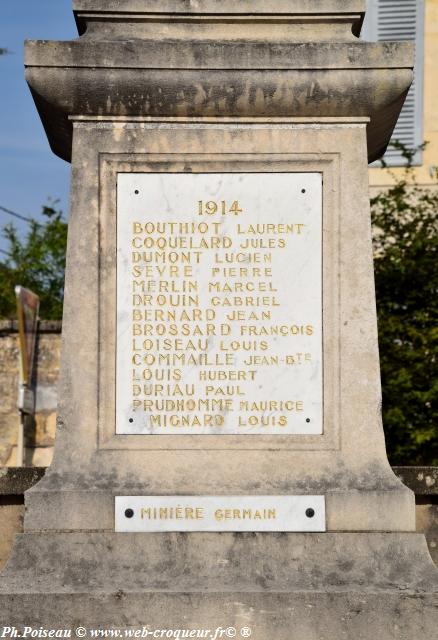 1914
BOUTHIOT LAURENT
COQUELARD JULES
DUMONT LUCIEN
SEVRE PIERRE
MERLIN MARCEL
DROUIN GABRIEL
BERNARD JEAN
BROSSARD FRANÇOIS
LOISEAU LOUIS
COMMAILLE JEAN-BTE
LOUIS HUBERT
DURIAU PAUL
PRUDHOMME MAURICE
MIGNARD LOUIS
MINIÈRE GERMAIN
Ph.Poiseau © www.web-croqueur.fr®©